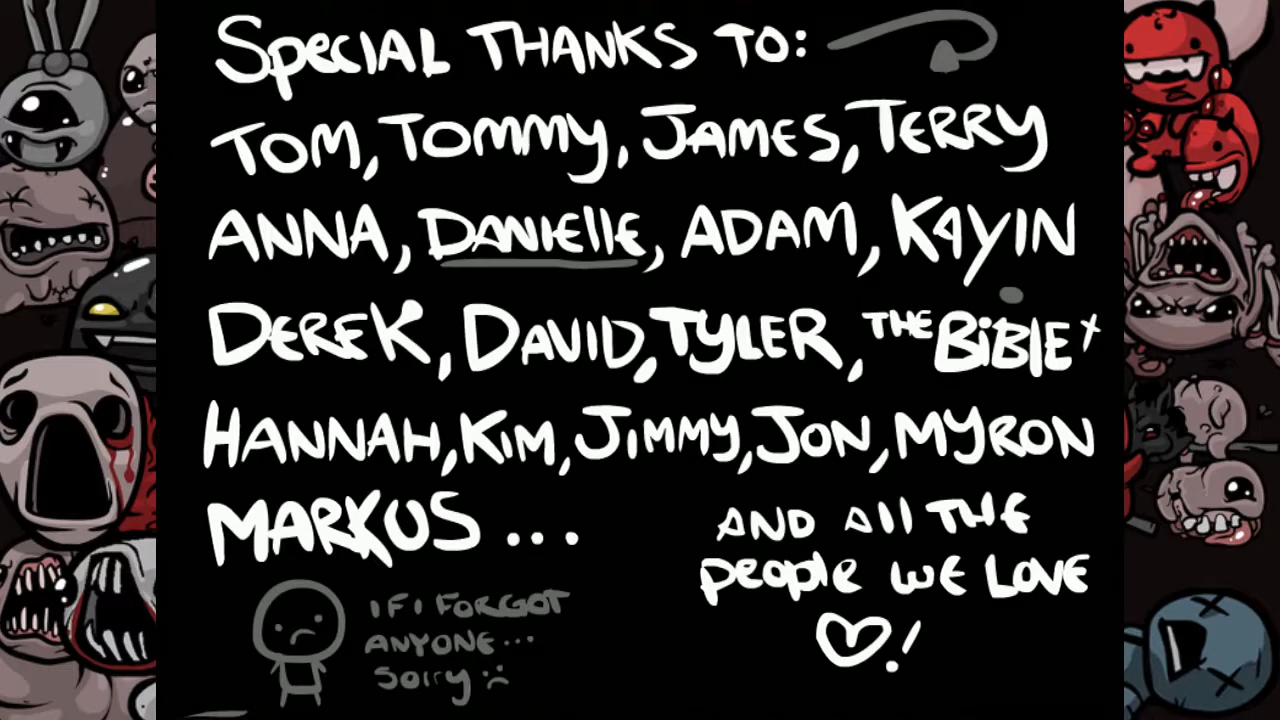 Special THANKS TO:
TOM, TOMMY, JAMES, TERRY
ANNA, DANIElle, ADAM, KAYIN
DEREK, DAVID, TYLER, THE BiBLE
HANNAH, KiM, JiMMY, JON, MYRON
MARKUS...
AND All THE
people WE LOVE
♡!
IF I FORGOT
ANYONE...
Sorry :(